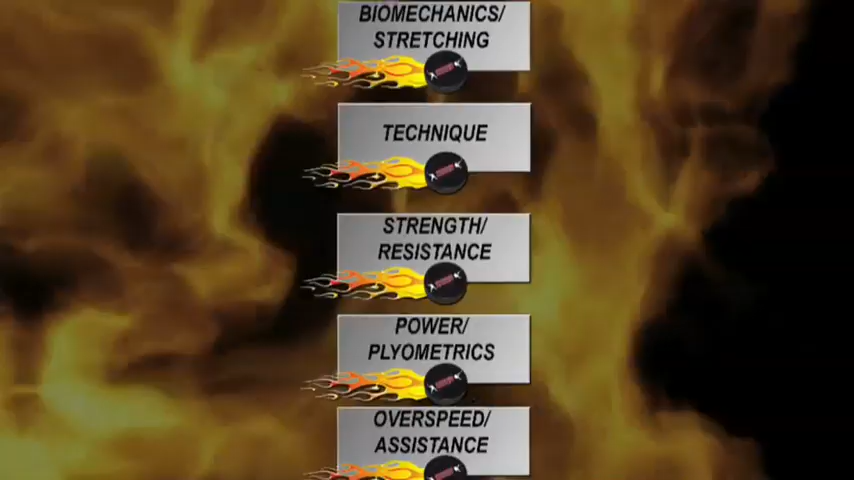 BIOMECHANICS/
STRETCHING
TECHNIQUE
STRENGTH/
RESISTANCE
POWER/
PLYOMETRICS
OVERSPEED/
ASSISTANCE